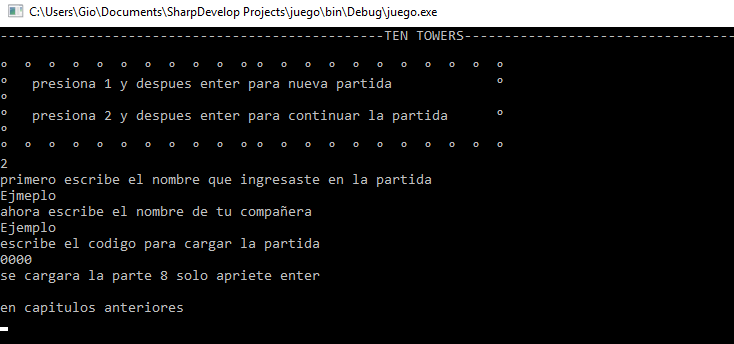 C:\Users\Gio\Documents\SharpDevelop Projects\juego\bin\Debug\juego.exe
------------------------------------------------TEN TOWERS----------------------------------
º º º º º º º º º º º º º º º º º º º º º º
º presiona 1 y despues enter para nueva partida º
º
º presiona 2 y despues enter para continuar la partida º
º
º º º º º º º º º º º º º º º º º º º º º º
2
primero escribe el nombre que ingresaste en la partida
Ejmeplo
ahora escribe el nombre de tu compañera
Ejemplo
escribe el codigo para cargar la partida
0000
se cargara la parte 8 solo apriete enter
en capitulos anteriores